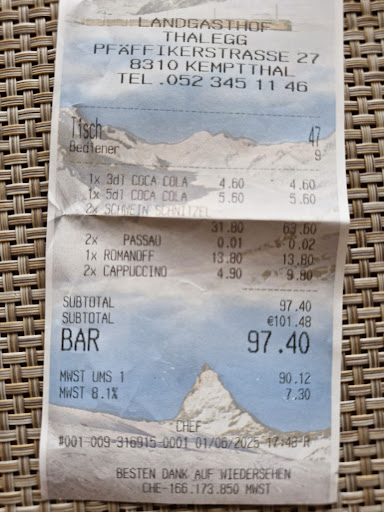 LANDGASTHOF
THALEGG
PFÄFFIKERSTRASSE 27
8310 KEMPTTHAL
TEL.052 345 11 46
Tisch 47
Bediener 9
1x 3dl COCA COLA 4.60 4.60
1x 5dl COCA COLA 5.60 5.60
2x SCHWEIN SCHNITZEL
31.80 63.60
2x PASSAU 0.01 0.02
1x ROMANOFF 13.80 13.80
2x CAPPUCCINO 4.90 9.80
SUBTOTAL 97.40
SUBTOTAL €101.48
BAR 97.40
MWST UMS 1 90.12
MWST 8.1% 7.30
CHEF
#001-009-316915-0001 01/06/2025 17:48-R
BESTEN DANK AUF WIEDERSEHEN
CHE-166.173.850 MWST